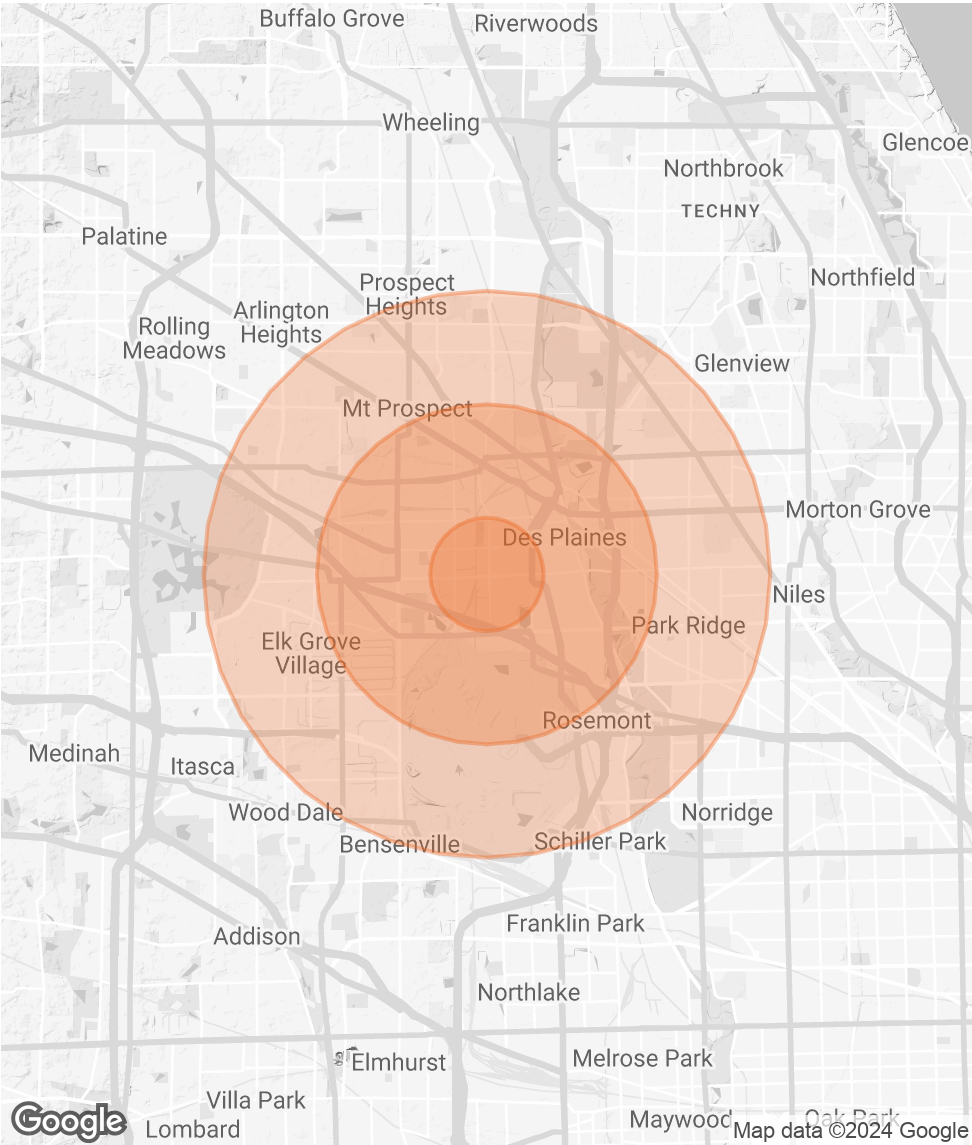 Buffalo Grove
Riverwoods
Wheeling
Glencoe
Northbrook
TECHNY
Palatine
Northfield
Prospect
Heights
Arlington
Heights
Rolling
Meadows
Glenview
Mt Prospect
Morton Grove
Des Plaines
Niles
Park Ridge
Elk Grove
Village
Rosemont
Medinah
Itasca
Wood Dale
Norridge
Bensenville
Schiller Park
Franklin Park
Addison
Northlake
Elmhurst
Melrose Park
Villa Park
Maywood
Oak Park
Lombard
Google
Map data ©2024 Google